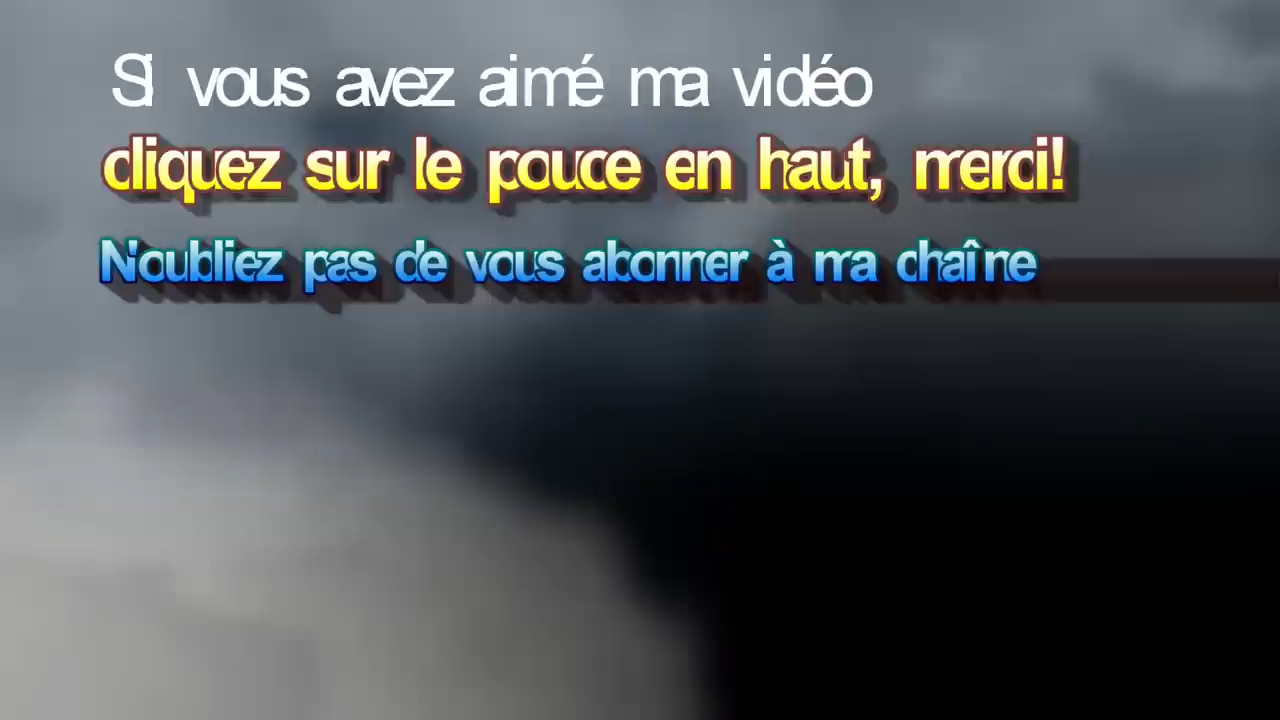 Si vous avez aimé ma vidéo
cliquez sur le pouce en haut, merci!
N'oubliez pas de vous abonner à ma chaîne